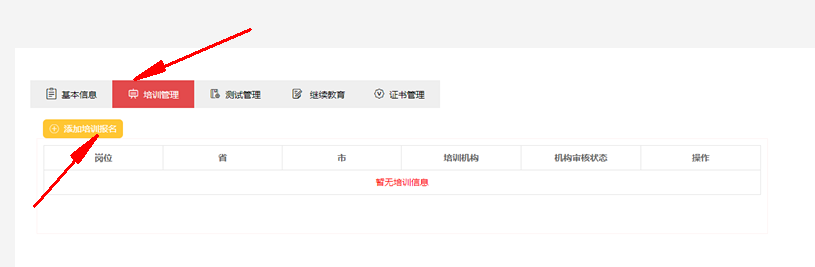 基本信息 培训管理 测试管理 继续教育 证书管理
添加培训报名
岗位 省 市 培训机构 机构审核状态 操作
暂无培训信息